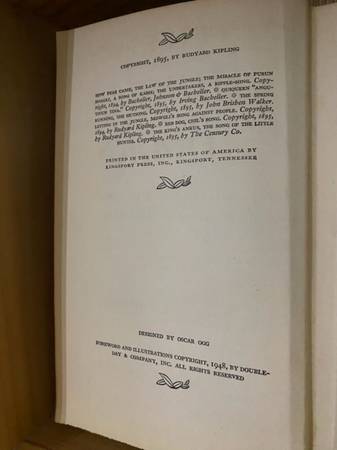 COPYRIGHT, 1895, BY RUDYARD KIPLING
HOW FEAR CAME, THE LAW OF THE JUNGLE; THE MIRACLE OF PURUN
BHAGAT, A SONG OF KABIR; THE UNDERTAKERS, A RIPPLE-SONG. Copy-
right, 1894, by Bacheller, Johnson & Bacheller. QUIQUERN "ANGU-
TIVUN TINA." Copyright, 1895, by Irving Bacheller. THE SPRING
RUNNING, THE OUTSONG. Copyright, 1895, by John Brisben Walker.
LETTING IN THE JUNGLE, MOWGLI'S SONG AGAINST PEOPLE. Copyright,
1894, by Rudyard Kipling. RED DOG, CHIL'S SONG. Copyright, 1895,
by Rudyard Kipling. THE KING'S ANKUS, THE SONG OF THE LITTLE
HUNTER. Copyright, 1895, by The Century Co.
PRINTED IN THE UNITED STATES OF AMERICA BY
KINGSPORT PRESS, INC., KINGSPORT, TENNESSEE
DESIGNED BY OSCAR OGG
FOREWORD AND ILLUSTRATIONS COPYRIGHT, 1948, BY DOUBLE-
DAY & COMPANY, INC. ALL RIGHTS RESERVED